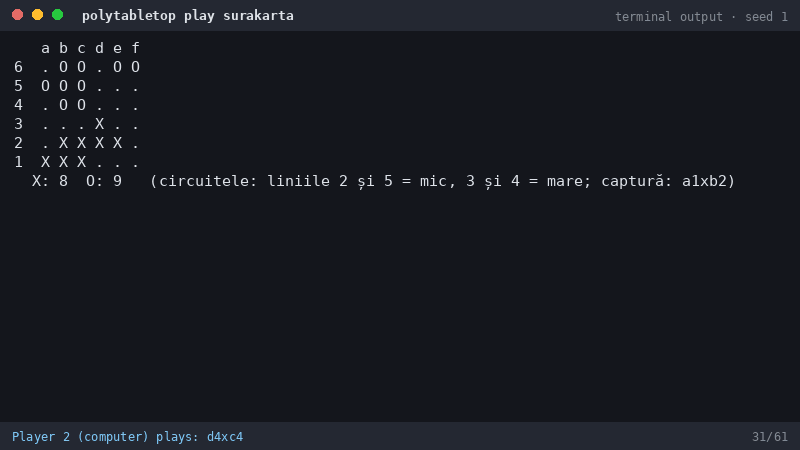 polytabletop play surakarta
terminal output · seed 1
a b c d e f
6 . O O . O O
5 O O O . . .
4 . O O . . .
3 . . . X . .
2 . X X X X .
1 X X X . . .
X: 8 O: 9 (circuitele: liniile 2 și 5 = mic, 3 și 4 = mare; captură: a1xb2)
Player 2 (computer) plays: d4xc4
31/61